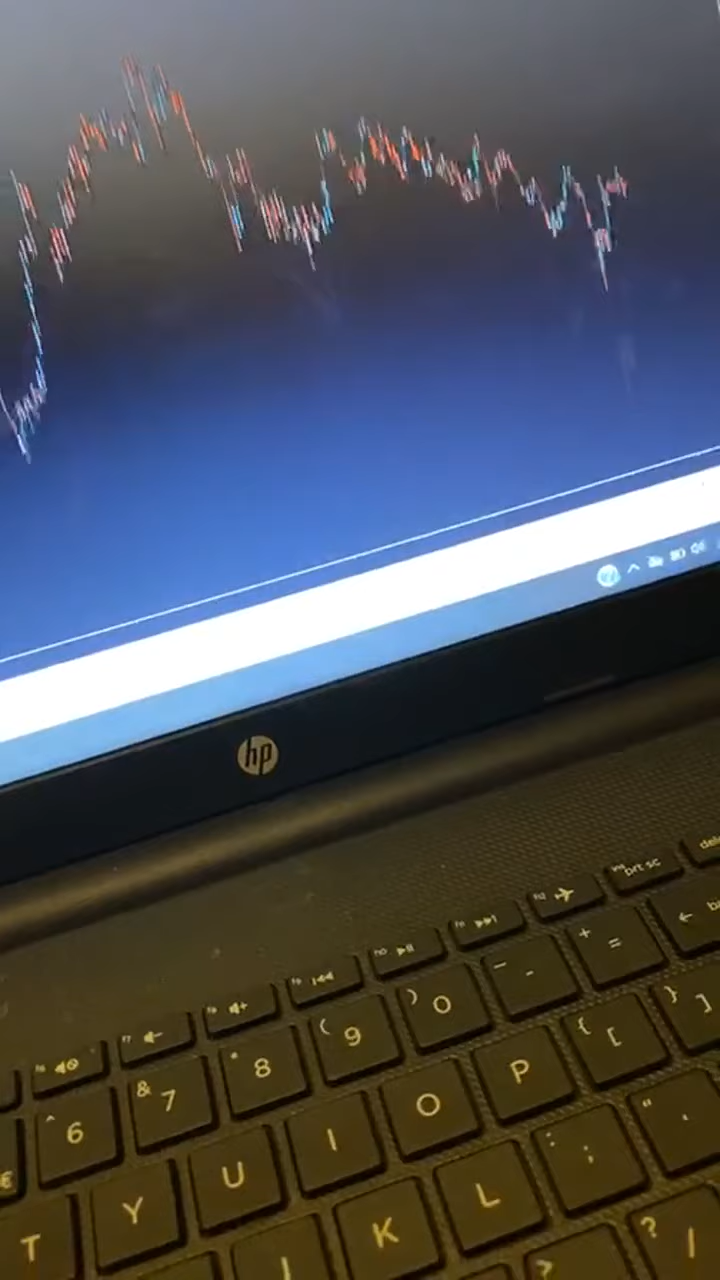 hp
prt sc
& 7
^ 6
* 8
( 9
) 0
_ -
+ =
←
€
T
Y
U
I
O
P
{ [
} ]
J
K
L
: ;
" '
>
? /